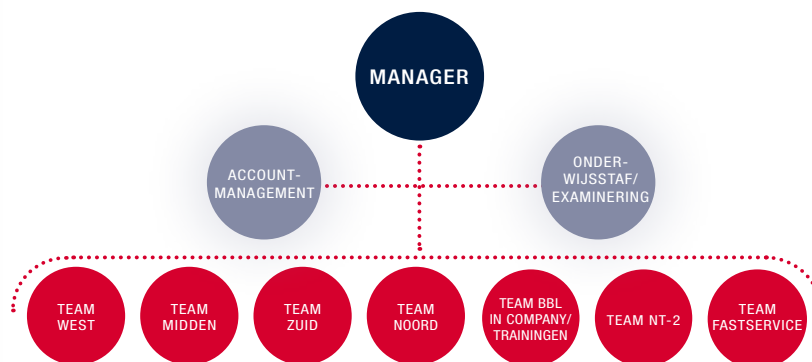 MANAGER
ACCOUNT-
MANAGEMENT
ONDER-
WIJSSTAF/
EXAMINERING
TEAM
WEST
TEAM
MIDDEN
TEAM
ZUID
TEAM
NOORD
TEAM BBL
IN COMPANY/
TRAININGEN
TEAM NT-2
TEAM
FASTSERVICE